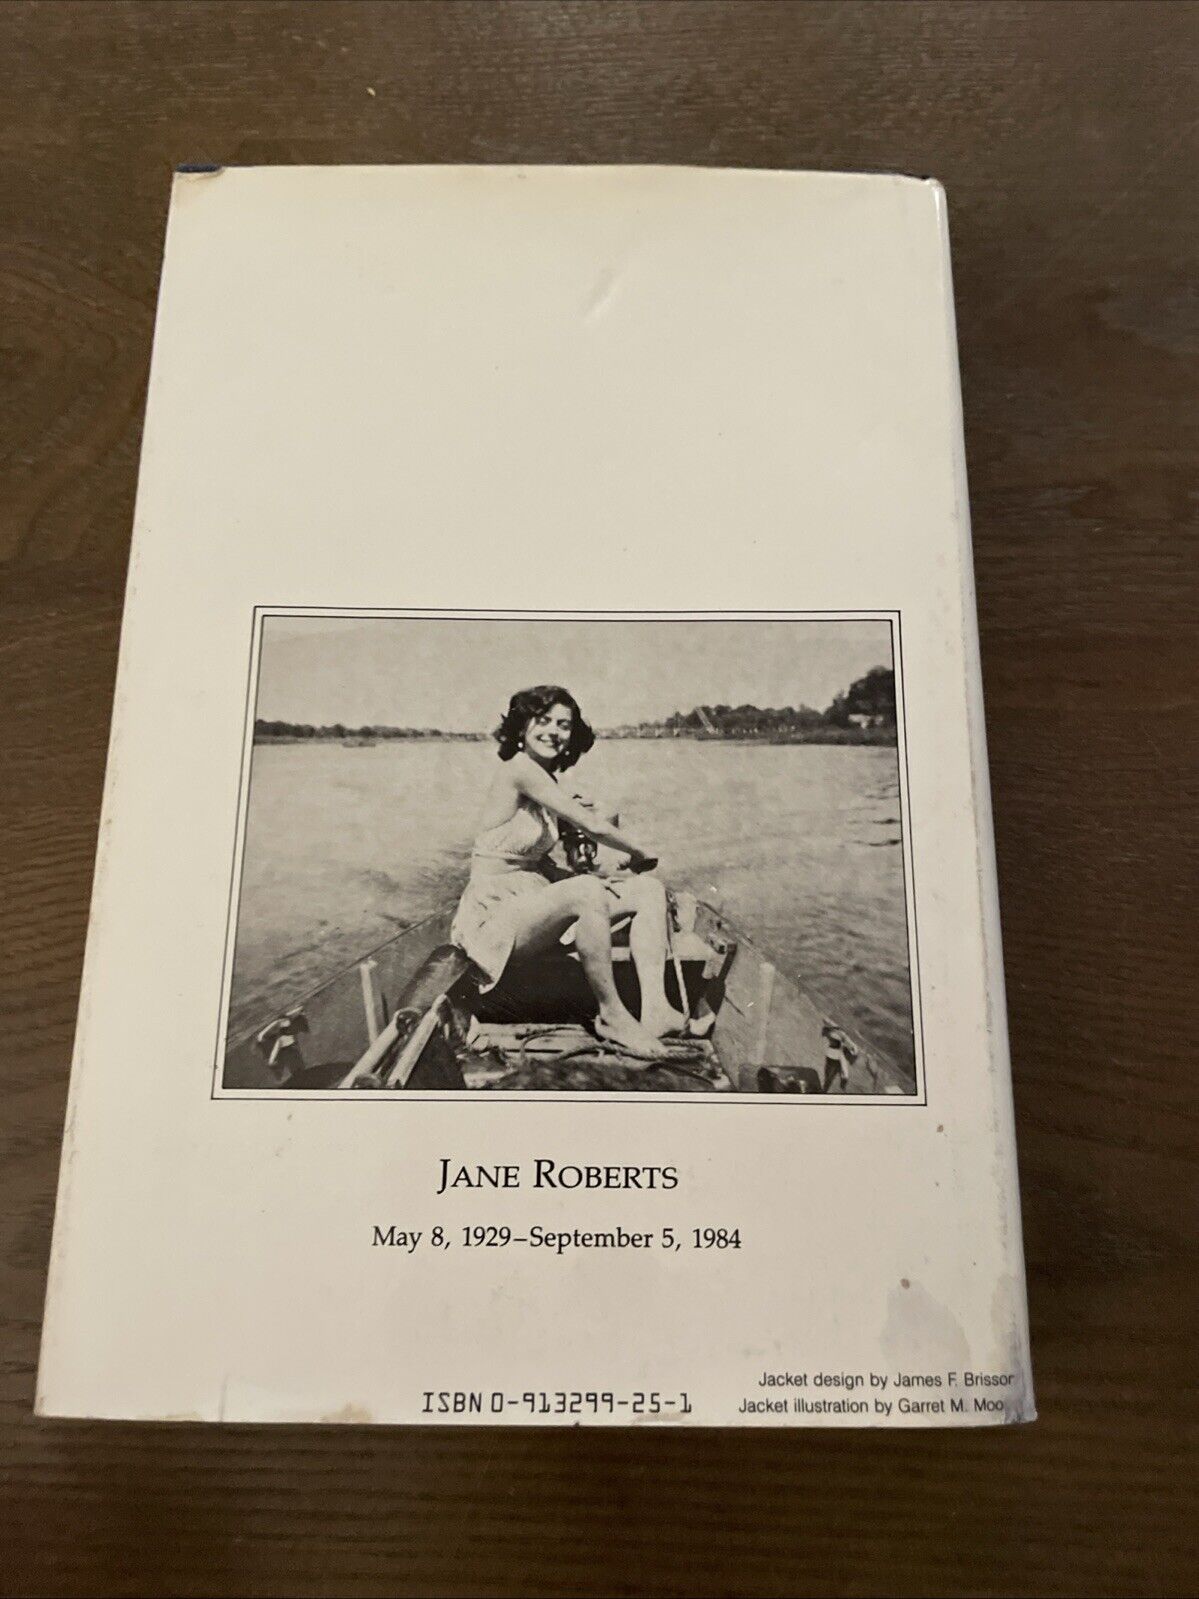 JANE ROBERTS
May 8, 1929–September 5, 1984
Jacket design by James F. Brisson
ISBN 0-913299-25-1
Jacket illustration by Garret M.